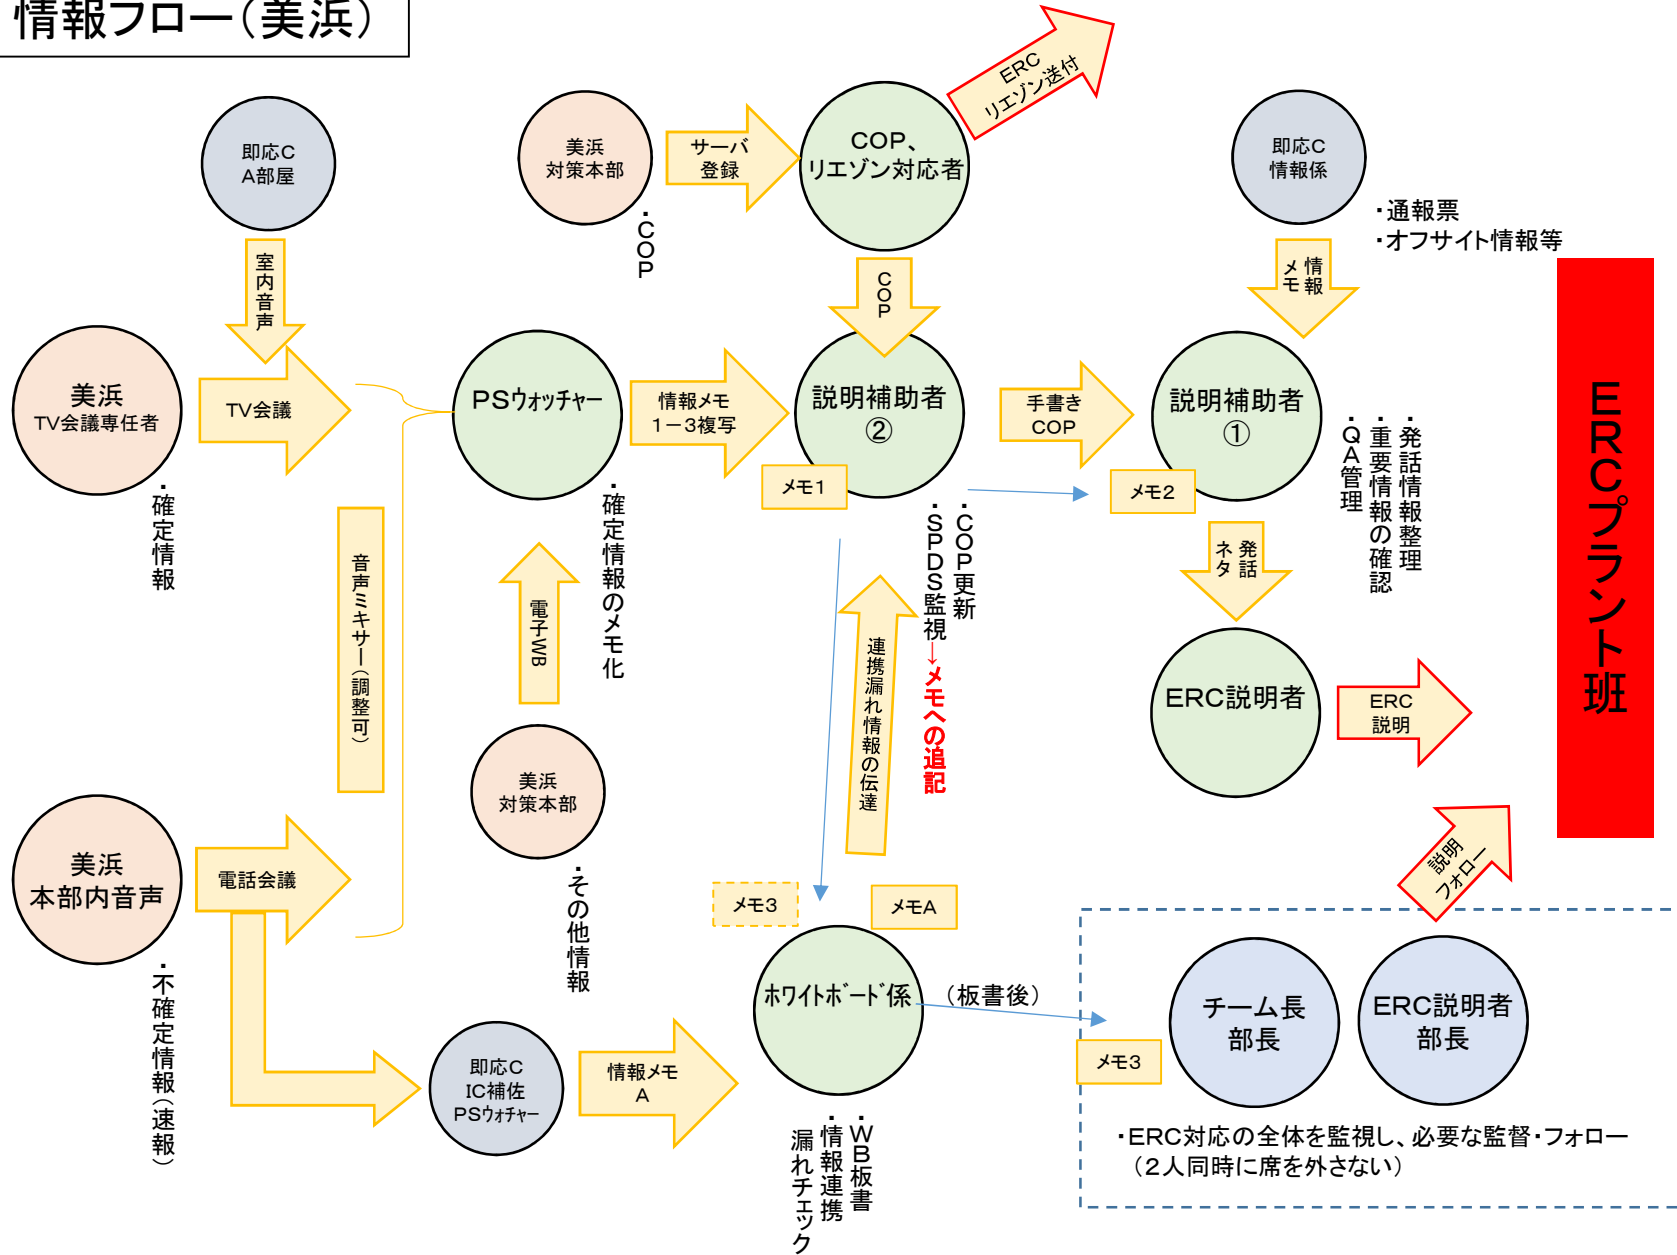 情報フロー（美浜）
ERC
リエゾン送付
即応C
A部屋
美浜
対策本部
・COP
サーバ
登録
COP、
リエゾン対応者
即応C
情報係
・通報票
・オフサイト情報等
室内音声
COP
情報
メモ
美浜
TV会議専任者
・確定情報
TV会議
PSウォッチャー
・確定情報のメモ化
情報メモ
1－3複写
説明補助者
②
メモ1
・COP更新
・SPDS監視→メモへの追記
手書き
COP
説明補助者
①
メモ2
・発話情報整理
・重要情報の確認
・QA管理
ERCプラント班
音声ミキサー（調整可）
電子WB
美浜
対策本部
・その他情報
連携漏れ情報の伝達
発話
ネタ
ERC説明者
ERC
説明
説明
フォロー
美浜
本部内音声
・不確定情報（速報）
電話会議
メモ3
メモA
ホワイトボード係
（板書後）
・WB板書
・情報連携
漏れチェック
即応C
IC補佐
PSウォチャー
情報メモ
A
メモ3
チーム長
部長
ERC説明者
部長
・ERC対応の全体を監視し、必要な監督・フォロー
（2人同時に席を外さない）